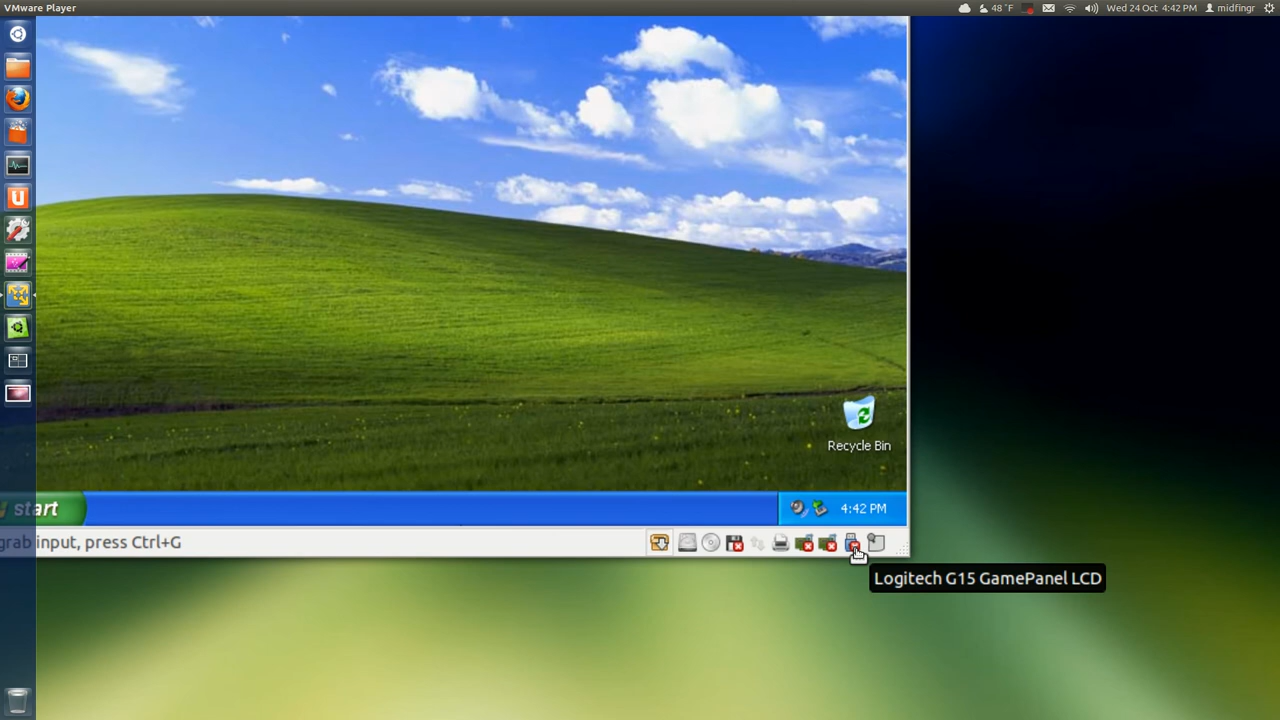 VMware Player
48 °F
Wed 24 Oct 4:42 PM
midfingr
Recycle Bin
start
4:42 PM
grab input, press Ctrl+G
Logitech G15 GamePanel LCD